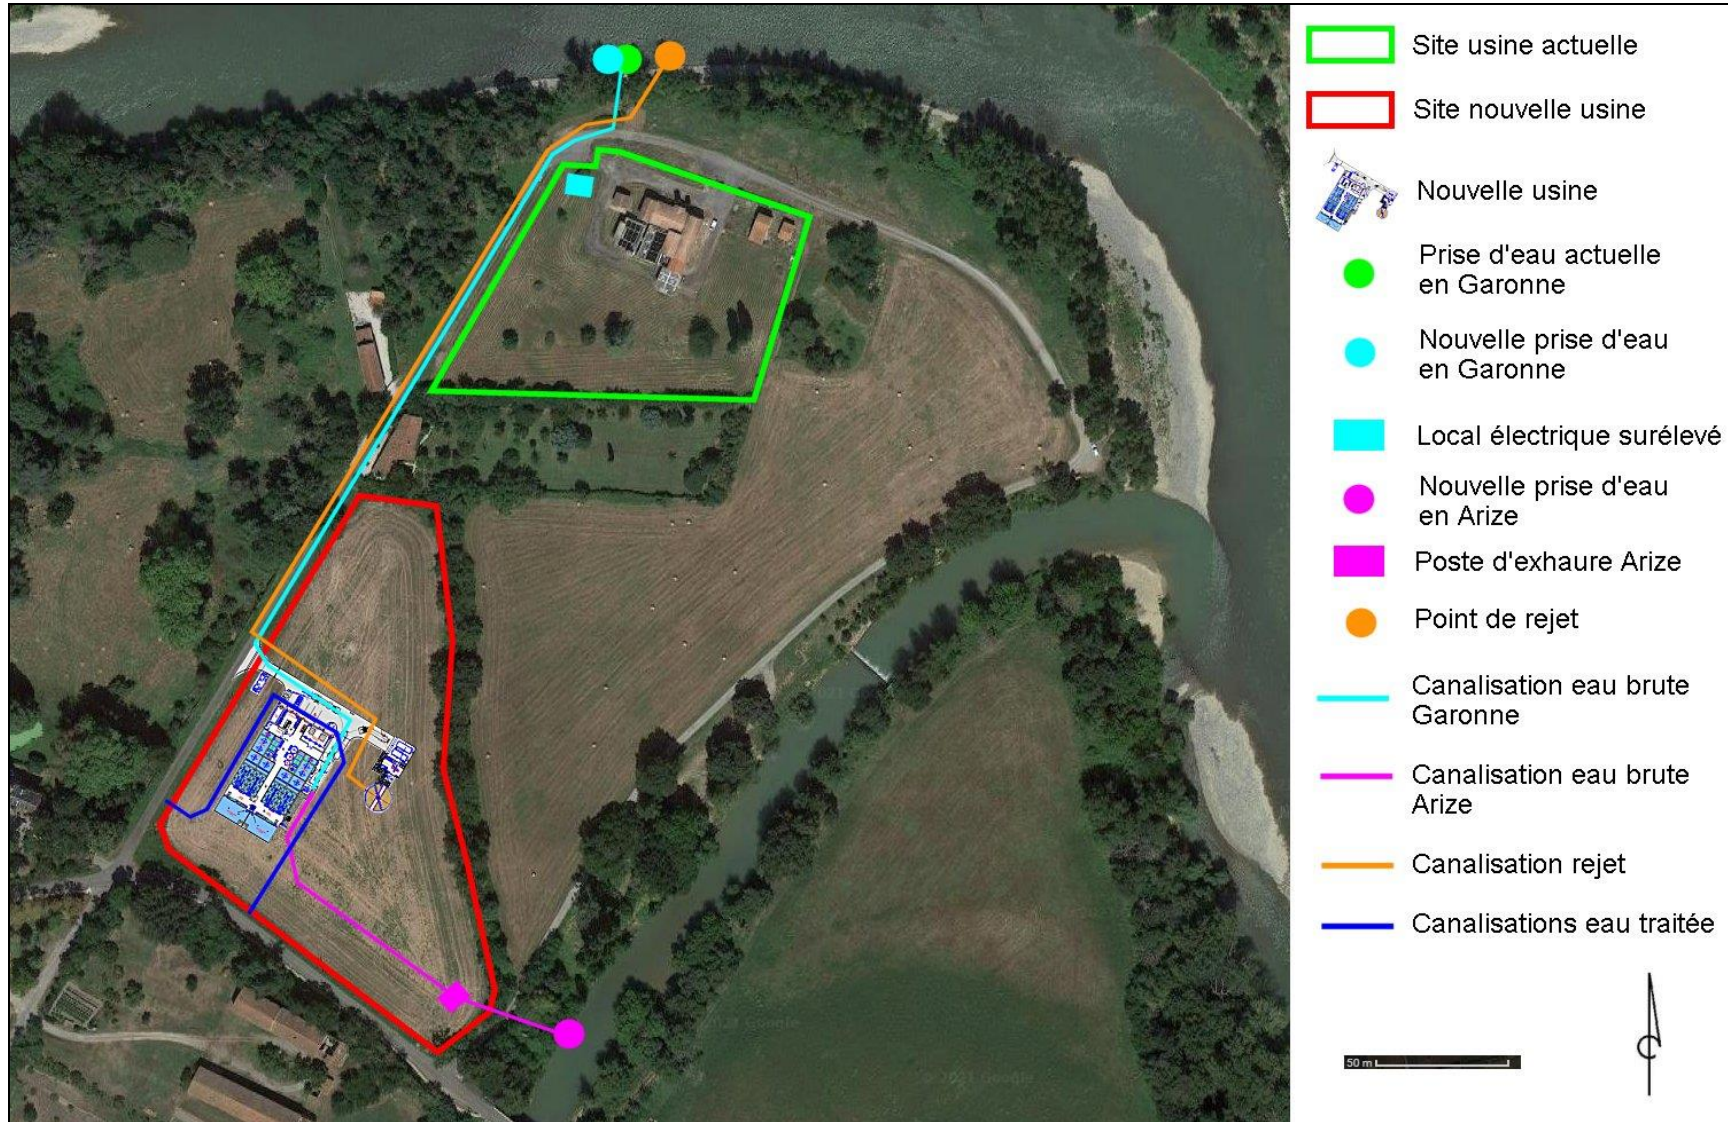 Site usine actuelle
Site nouvelle usine
Nouvelle usine
Prise d'eau actuelle
en Garonne
Nouvelle prise d'eau
en Garonne
Local électrique surélevé
Nouvelle prise d'eau
en Arize
Poste d'exhaure Arize
Point de rejet
Canalisation eau brute
Garonne
Canalisation eau brute
Arize
Canalisation rejet
Canalisations eau traitée
50 m